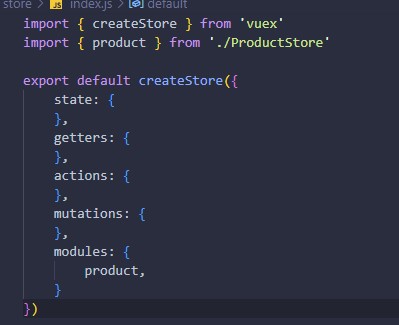 store > JS index.js > default
import { createStore } from 'vuex'
import { product } from './ProductStore'
export default createStore({
state: {
},
getters: {
},
actions: {
},
mutations: {
},
modules: {
product,
}
})